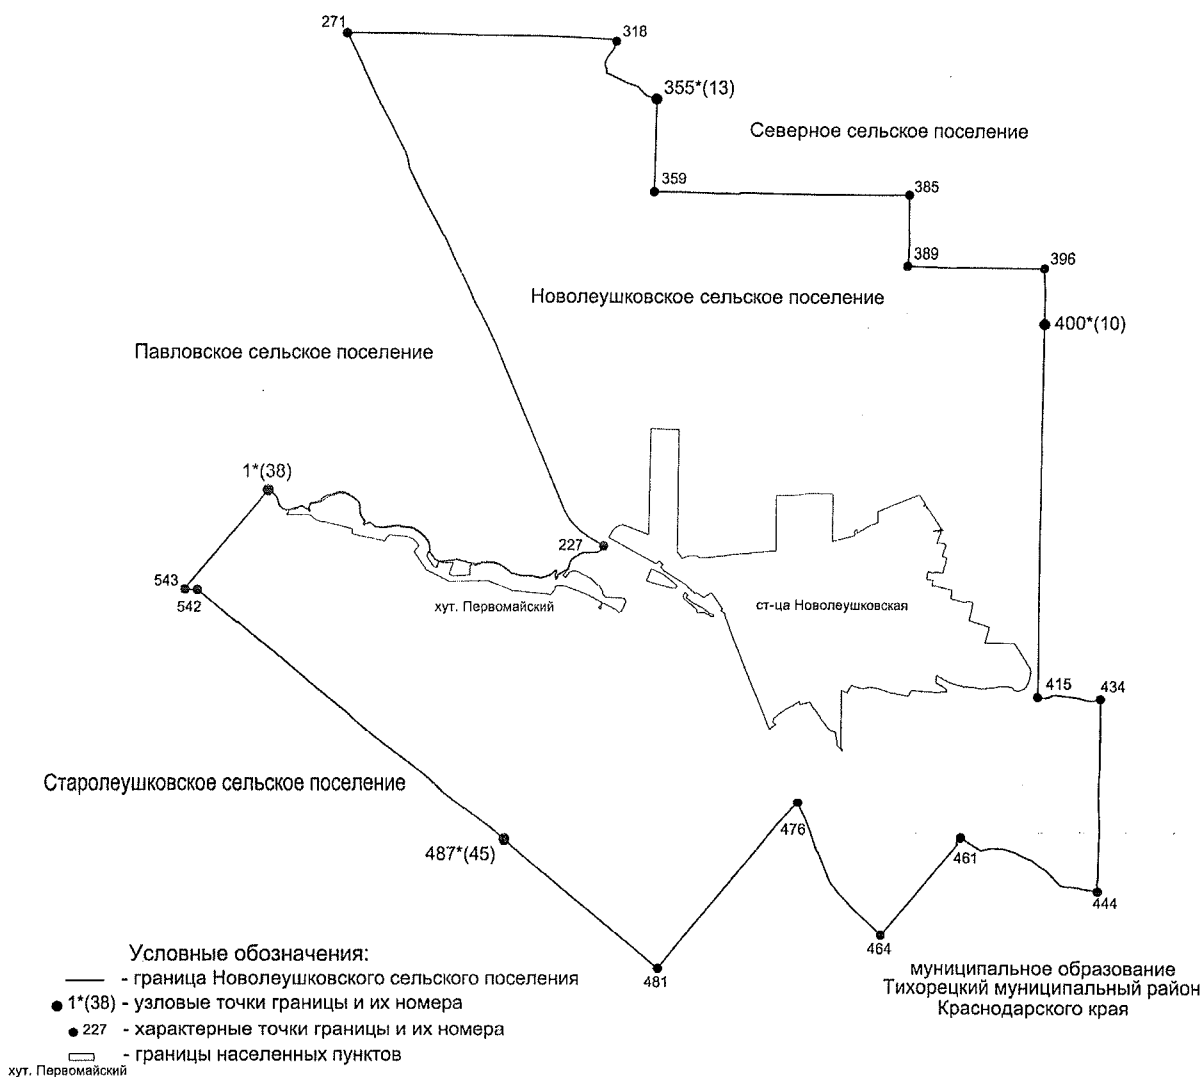 271
318
355*(13)
Северное сельское поселение
359
385
389
396
Новолеушковское сельское поселение
400*(10)
Павловское сельское поселение
1*(38)
227
543
542
хут. Первомайский
ст-ца Новолеушковская
415
434
Старолеушковское сельское поселение
476
461
487*(45)
444
464
481
муниципальное образование
Тихорецкий муниципальный район
Краснодарского края
Условные обозначения:
- граница Новолеушковского сельского поселения
1*(38) - узловые точки границы и их номера
227 - характерные точки границы и их номера
- границы населенных пунктов
хут. Первомайский